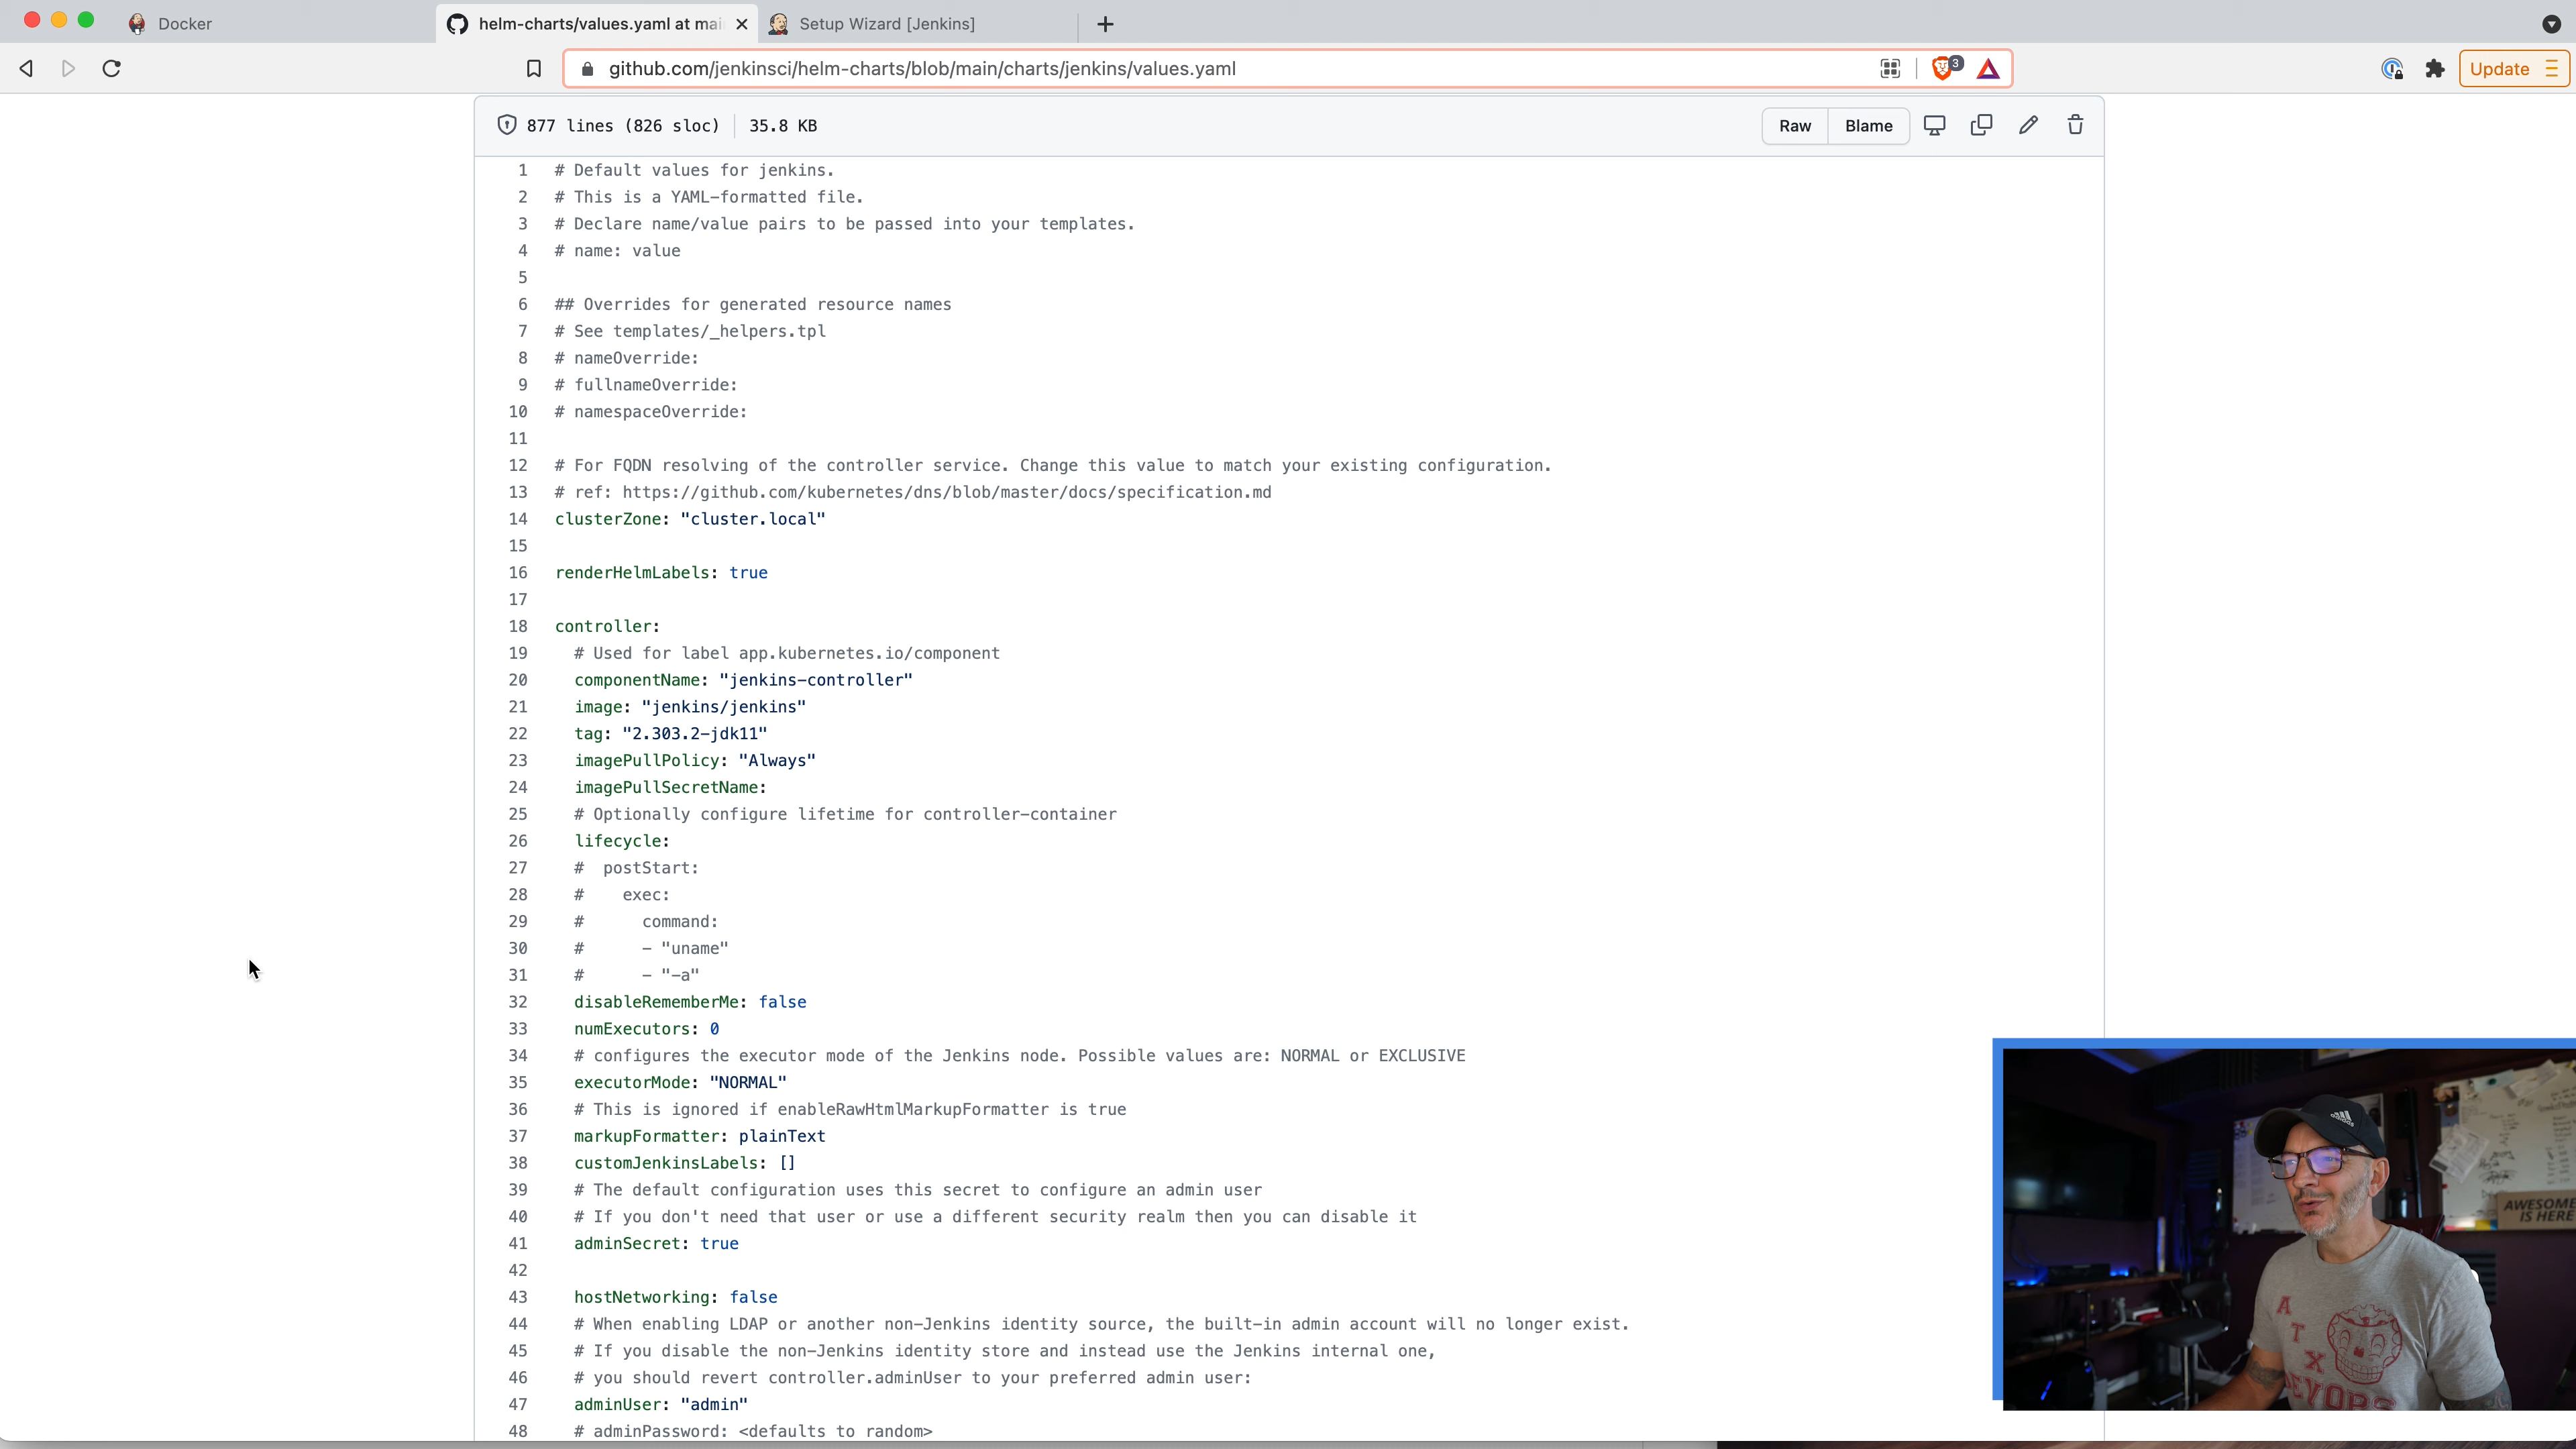 Docker
helm-charts/values.yaml at mai
Setup Wizard [Jenkins]
github.com/jenkinsci/helm-charts/blob/main/charts/jenkins/values.yaml
3
Update
877 lines (826 sloc)
35.8 KB
Raw
Blame
1 # Default values for jenkins.
2 # This is a YAML-formatted file.
3 # Declare name/value pairs to be passed into your templates.
4 # name: value
5
6 ## Overrides for generated resource names
7 # See templates/_helpers.tpl
8 # nameOverride:
9 # fullnameOverride:
10 # namespaceOverride:
11
12 # For FQDN resolving of the controller service. Change this value to match your existing configuration.
13 # ref: https://github.com/kubernetes/dns/blob/master/docs/specification.md
14 clusterZone: "cluster.local"
15
16 renderHelmLabels: true
17
18 controller:
19 # Used for label app.kubernetes.io/component
20 componentName: "jenkins-controller"
21 image: "jenkins/jenkins"
22 tag: "2.303.2-jdk11"
23 imagePullPolicy: "Always"
24 imagePullSecretName:
25 # Optionally configure lifetime for controller-container
26 lifecycle:
27 # postStart:
28 # exec:
29 # command:
30 # - "uname"
31 # - "-a"
32 disableRememberMe: false
33 numExecutors: 0
34 # configures the executor mode of the Jenkins node. Possible values are: NORMAL or EXCLUSIVE
35 executorMode: "NORMAL"
36 # This is ignored if enableRawHtmlMarkupFormatter is true
37 markupFormatter: plainText
38 customJenkinsLabels: []
39 # The default configuration uses this secret to configure an admin user
40 # If you don't need that user or use a different security realm then you can disable it
41 adminSecret: true
42
43 hostNetworking: false
44 # When enabling LDAP or another non-Jenkins identity source, the built-in admin account will no longer exist.
45 # If you disable the non-Jenkins identity store and instead use the Jenkins internal one,
46 # you should revert controller.adminUser to your preferred admin user:
47 adminUser: "admin"
48 # adminPassword: <defaults to random>
adidas
AWESOME
IS HERE
ATX